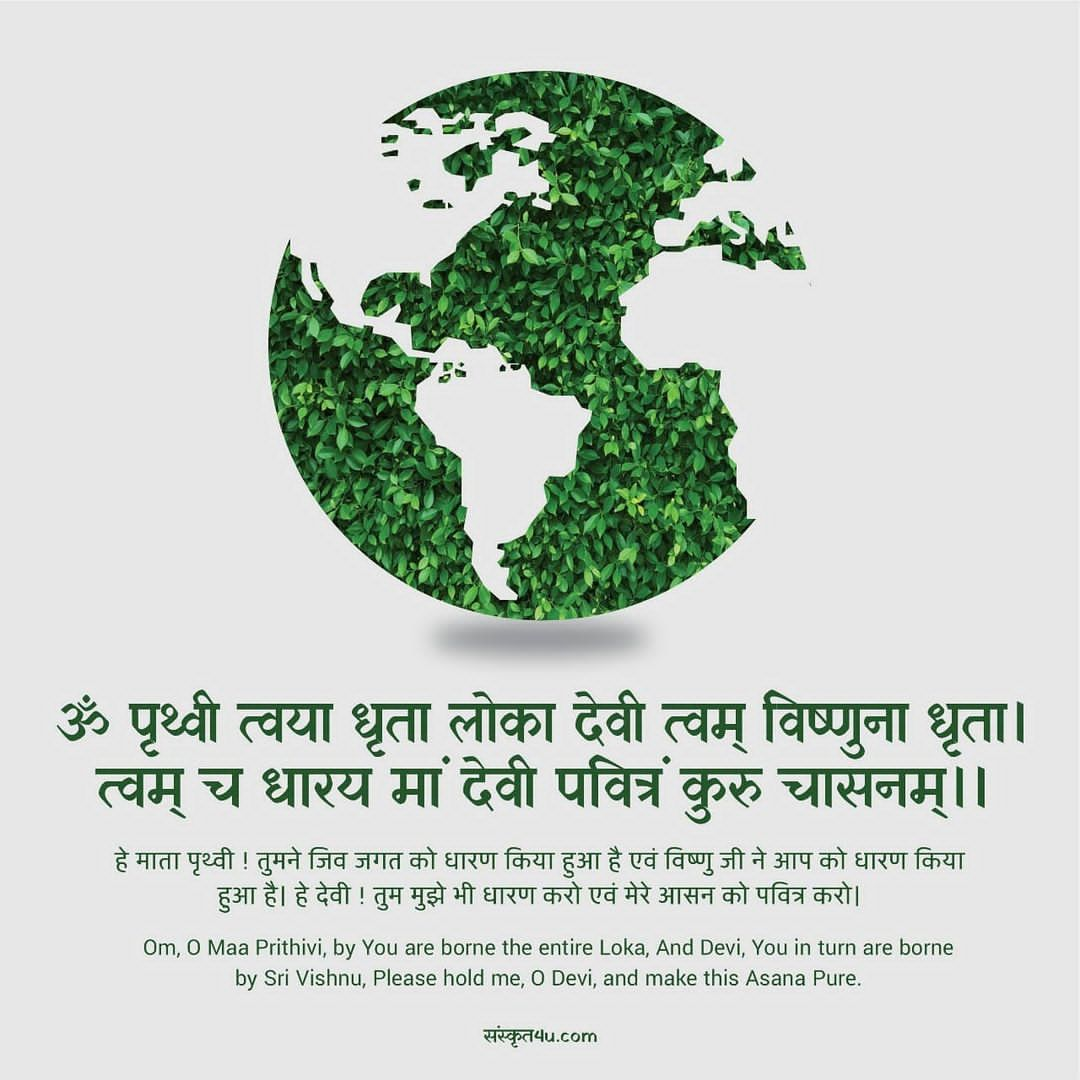 ॐ पृथ्वी त्वया धृता लोका देवी त्वम् विष्णुना धृता।
त्वम् च धारय मां देवी पवित्रं कुरु चासनम्।।
हे माता पृथ्वी ! तुमने जिव जगत को धारण किया हुआ है एवं विष्णु जी ने आप को धारण किया
हुआ है। हे देवी ! तुम मुझे भी धारण करो एवं मेरे आसन को पवित्र करो।
Om, O Maa Prithivi, by You are borne the entire Loka, And Devi, You in turn are borne
by Sri Vishnu, Please hold me, O Devi, and make this Asana Pure.
संस्कृत4u.com